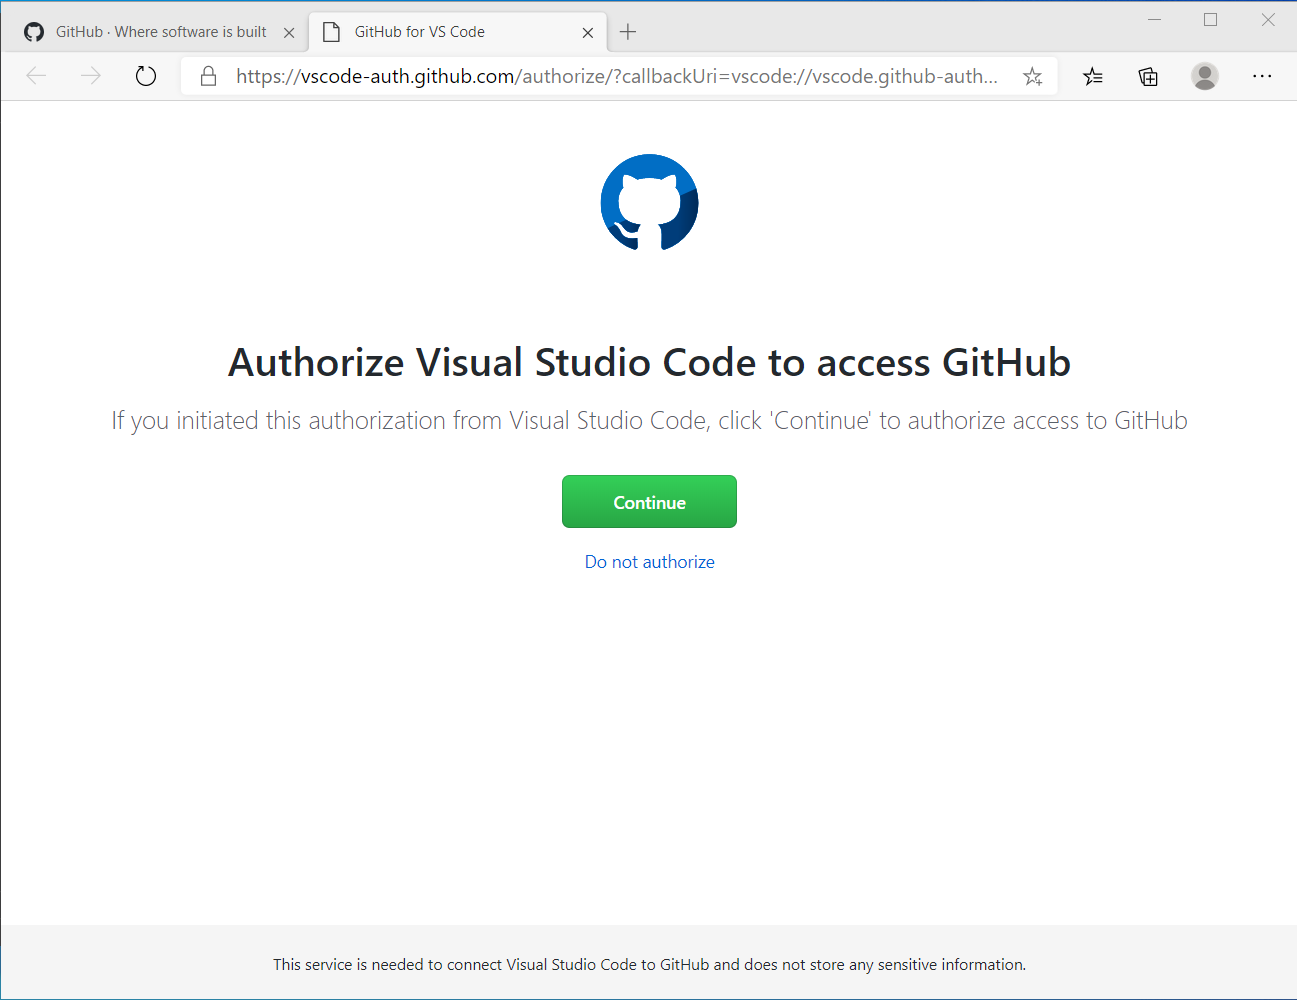 GitHub · Where software is built
GitHub for VS Code
https://vscode-auth.github.com/authorize/?callbackUri=vscode://vscode.github-auth...
Authorize Visual Studio Code to access GitHub
If you initiated this authorization from Visual Studio Code, click 'Continue' to authorize access to GitHub
Continue
Do not authorize
This service is needed to connect Visual Studio Code to GitHub and does not store any sensitive information.